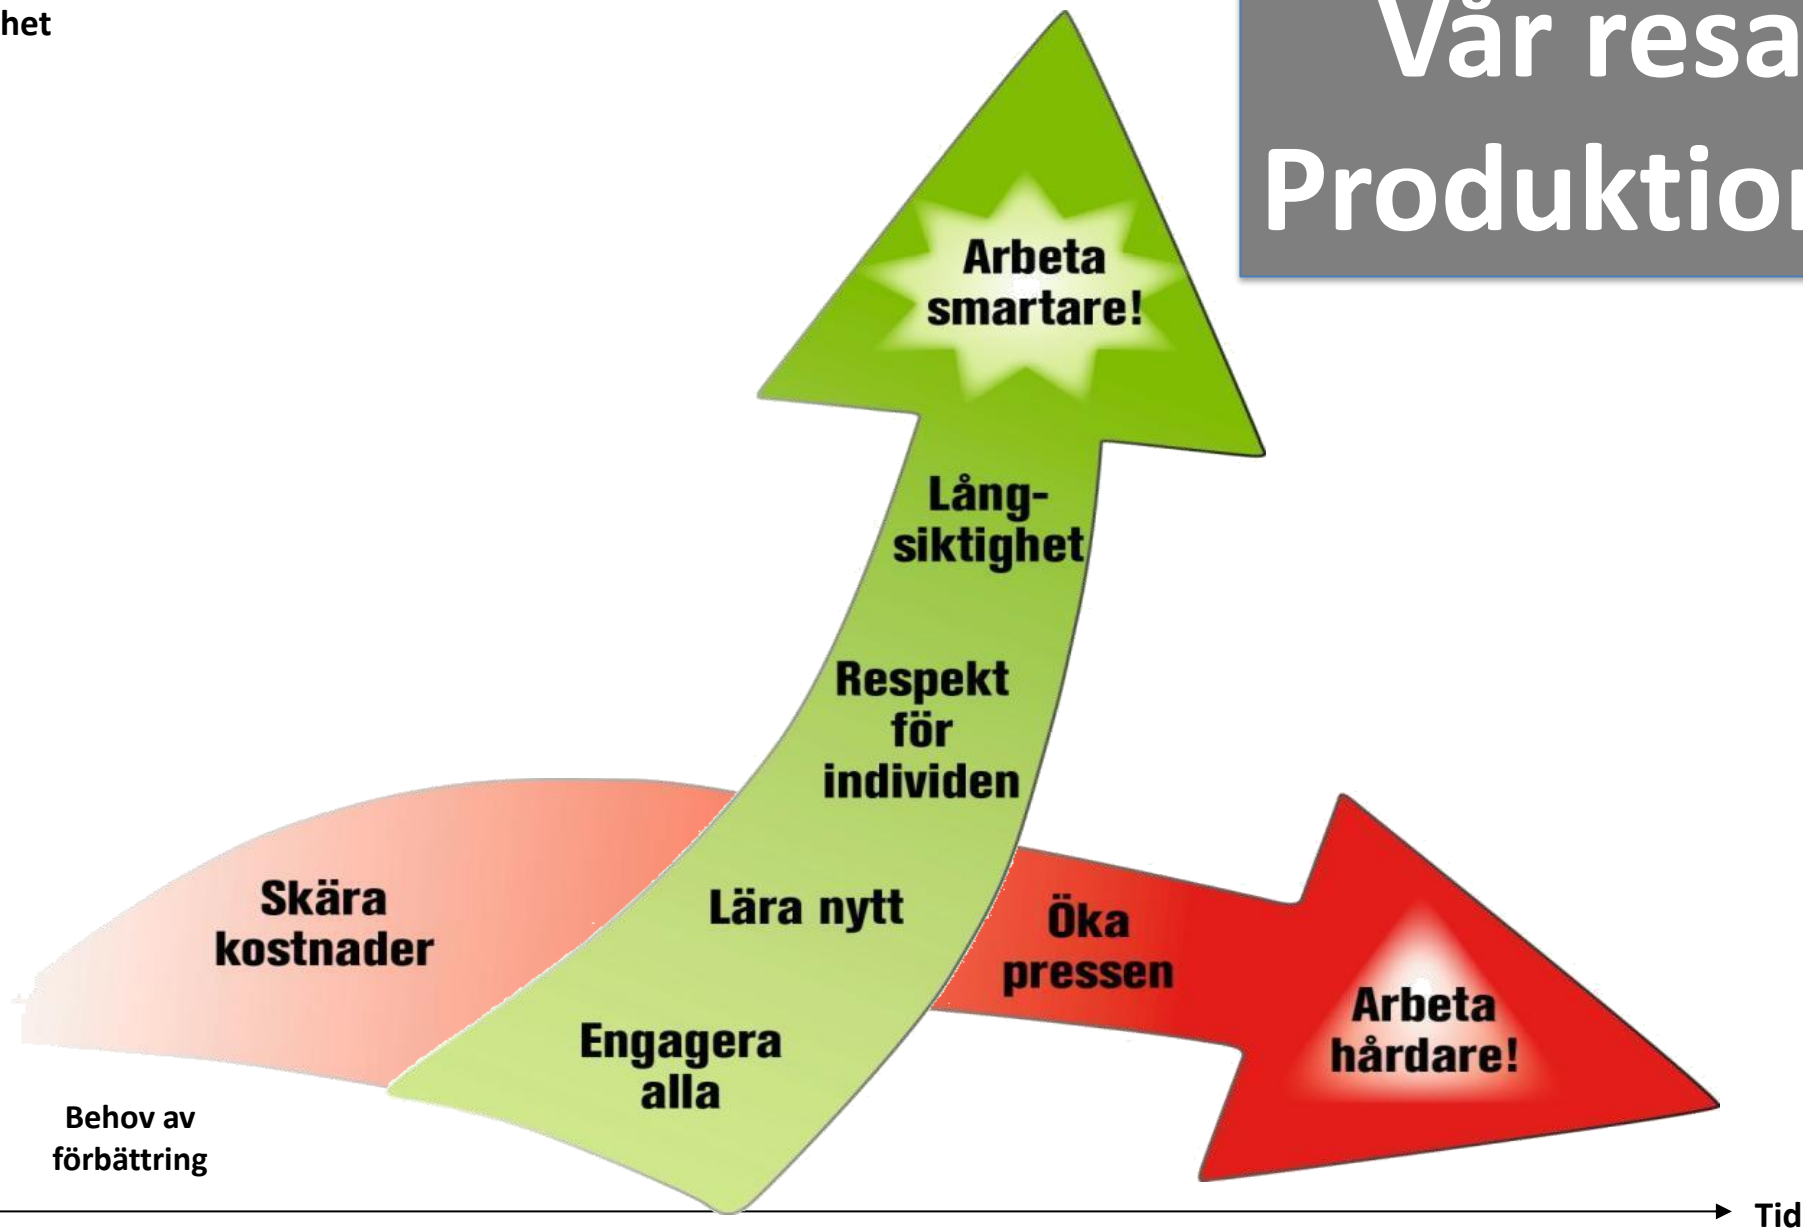 het
Vår resa
Produktion
Arbeta
smartare!
Lång-
siktighet
Respekt
för
individen
Skära
kostnader
Lära nytt
Öka
pressen
Arbeta
hårdare!
Engagera
alla
Behov av
förbättring
Tid